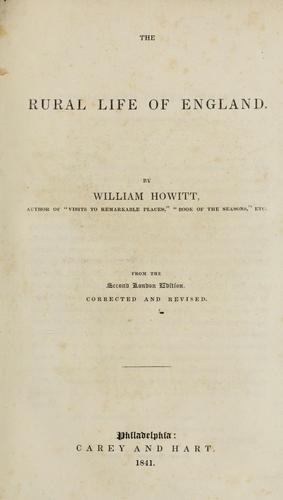 THE
RURAL LIFE OF ENGLAND.
BY
WILLIAM HOWITT,
AUTHOR OF "VISITS TO REMARKABLE PLACES," "BOOK OF THE SEASONS," ETC.
FROM THE
Second London Edition.
CORRECTED AND REVISED.
Philadelphia:
CAREY AND HART.
1841.